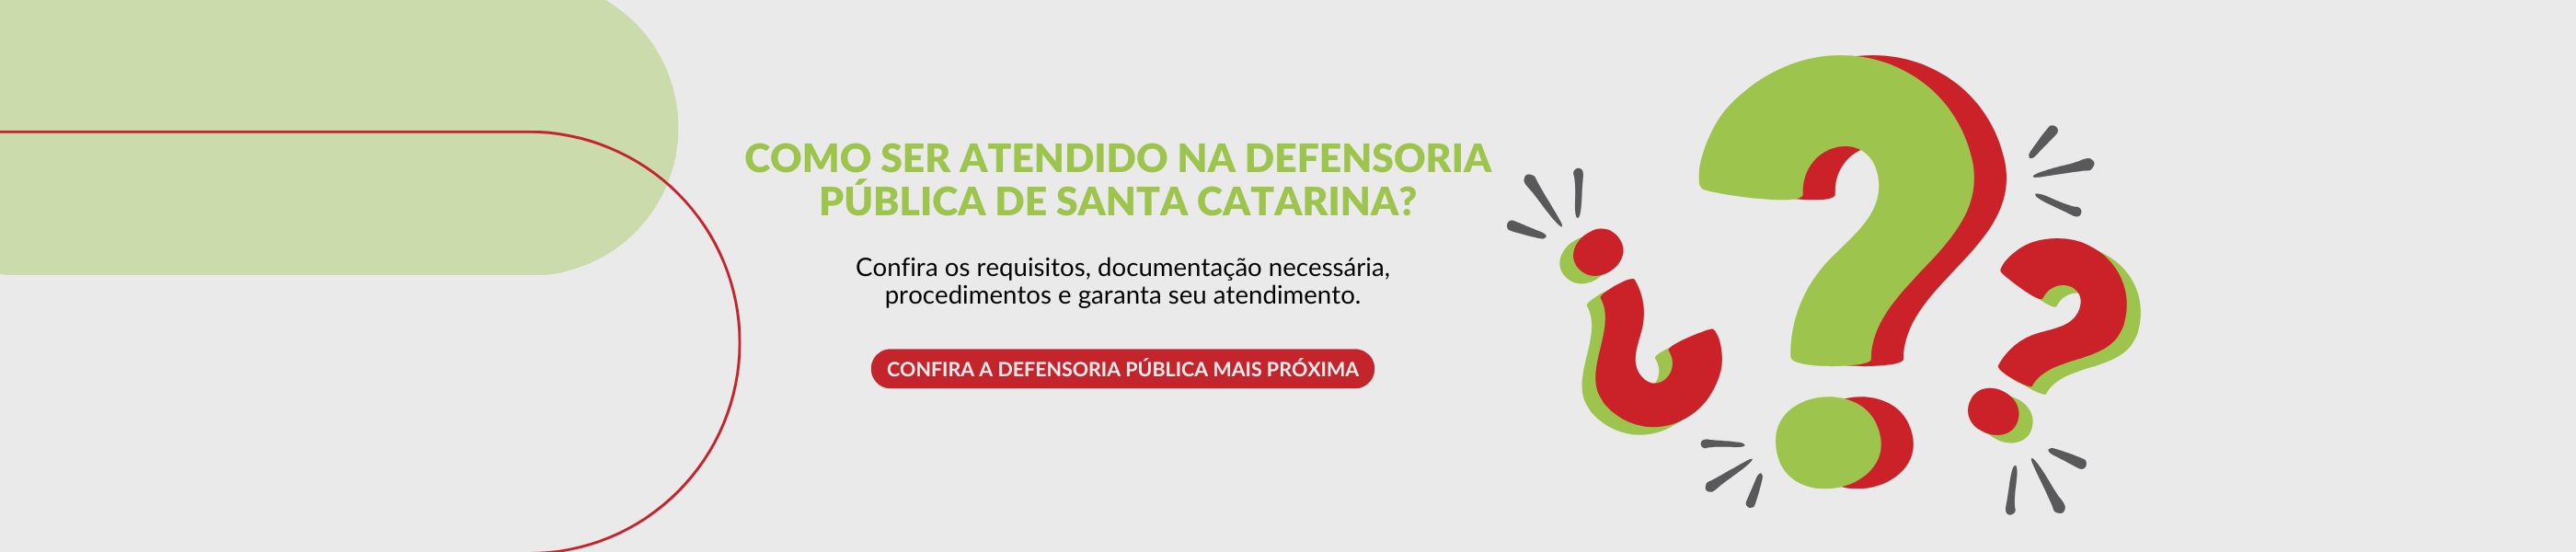 COMO SER ATENDIDO NA DEFENSORIA
PÚBLICA DE SANTA CATARINA?
Confira os requisitos, documentação necessária,
procedimentos e garanta seu atendimento.
CONFIRA A DEFENSORIA PÚBLICA MAIS PRÓXIMA